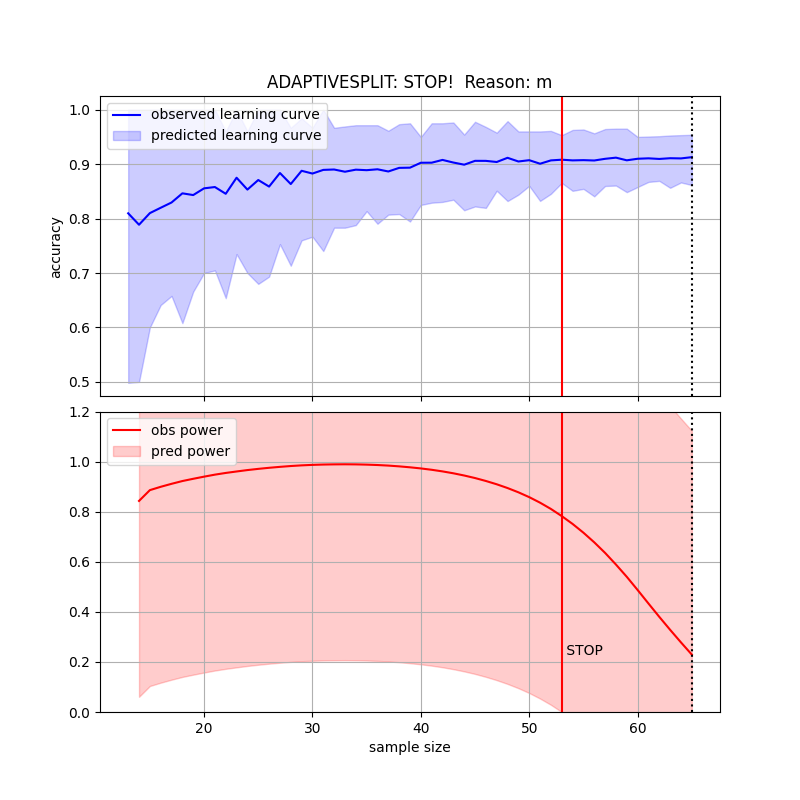 ADAPTIVESPLIT: STOP!  Reason: m
observed learning curve
predicted learning curve
1.0
0.9
0.8
0.7
0.6
0.5
accuracy
obs power
pred power
1.2
1.0
0.8
0.6
0.4
0.2
0.0
STOP
20 30 40 50 60
sample size